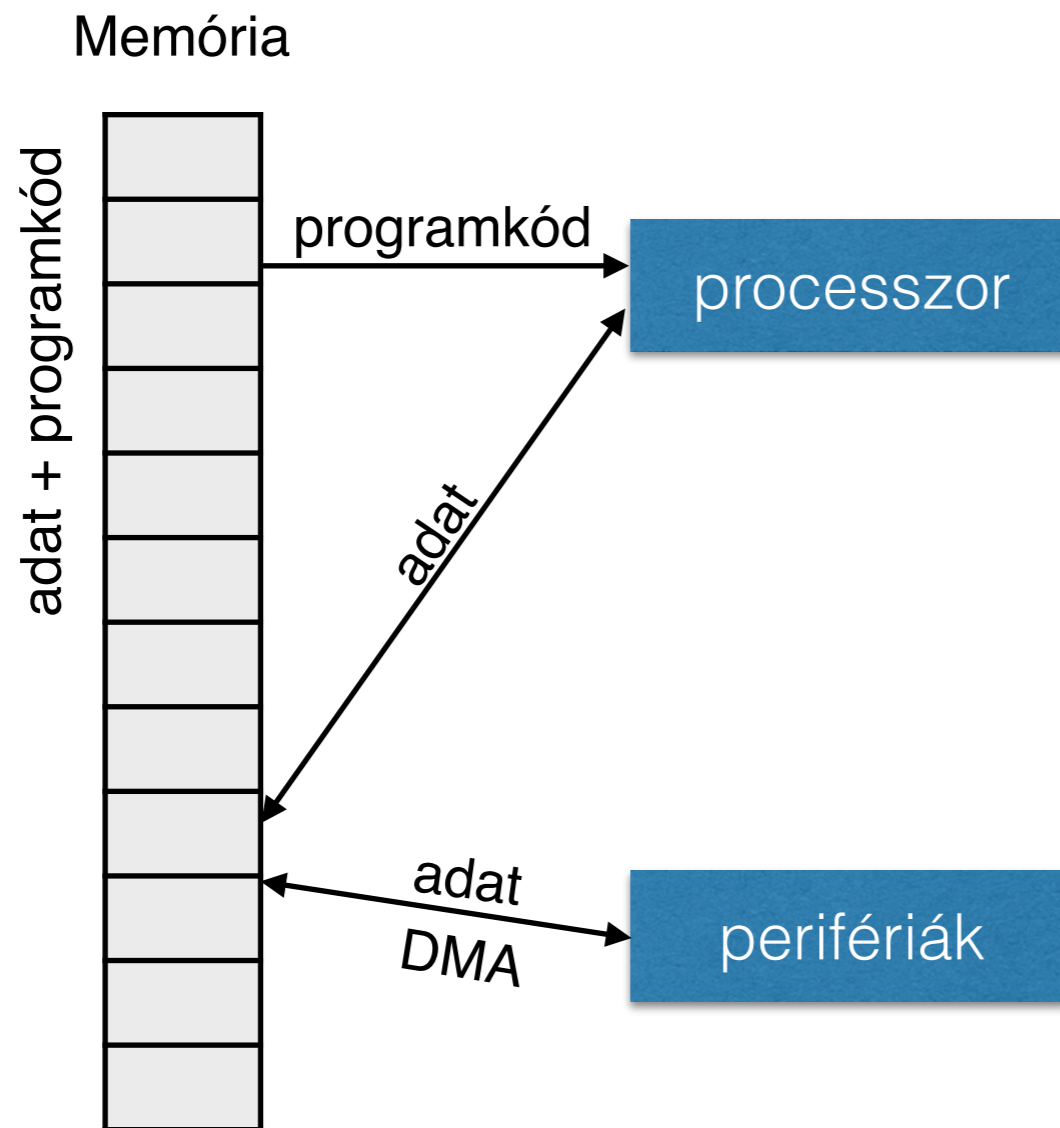 Memória
adat + programkód
programkód
processzor
adat
adat
DMA
perifériák